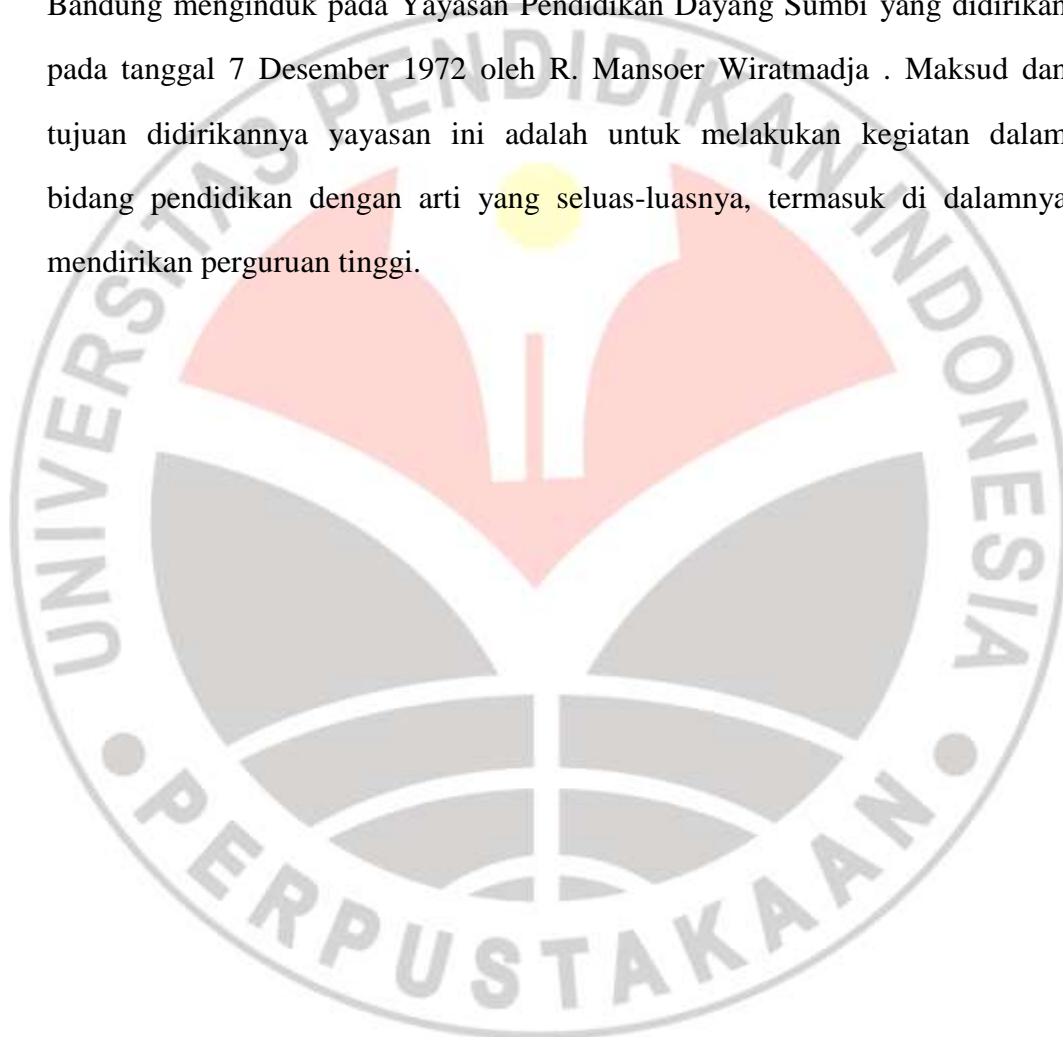 Bandung menginduk pada Yayasan Pendidikan Dayang Sumbi yang didirikan
pada tanggal 7 Desember 1972 oleh R. Mansoer Wiratmadja . Maksud dan
tujuan didirikannya yayasan ini adalah untuk melakukan kegiatan dalam
bidang pendidikan dengan arti yang seluas-luasnya, termasuk di dalamnya
mendirikan perguruan tinggi.
UNIVERSITAS PENDIDIKAN INDONESIA
PERPUSTAKAAN